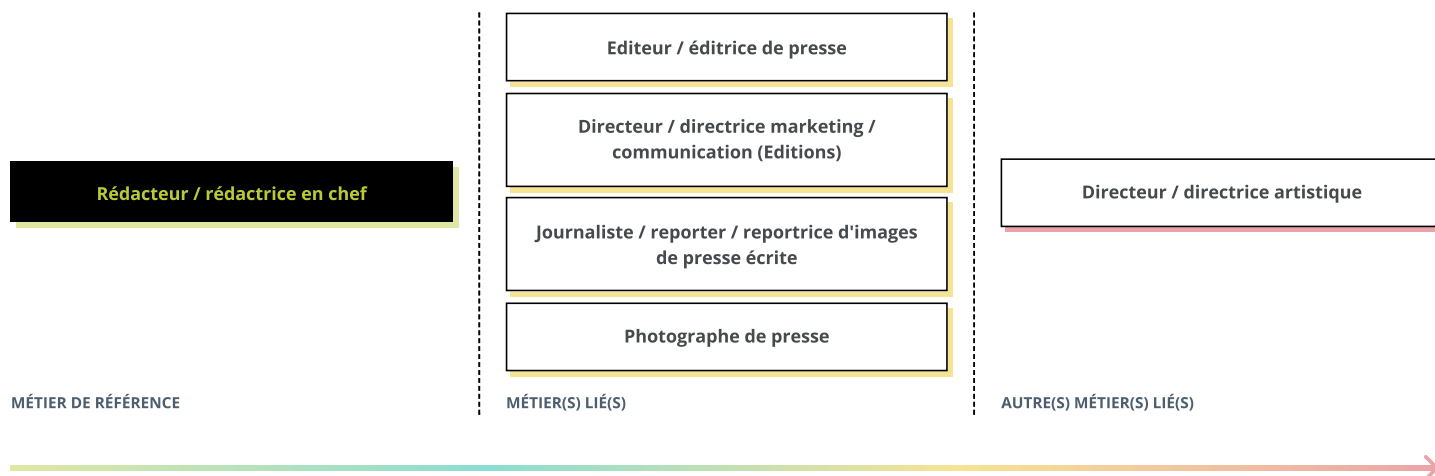 Rédacteur / rédactrice en chef
MÉTIER DE RÉFÉRENCE
Editeur / éditrice de presse
Directeur / directrice marketing /
communication (Editions)
Journaliste / reporter / reportrice d'images
de presse écrite
Photographe de presse
MÉTIER(S) LIÉ(S)
Directeur / directrice artistique
AUTRE(S) MÉTIER(S) LIÉ(S)